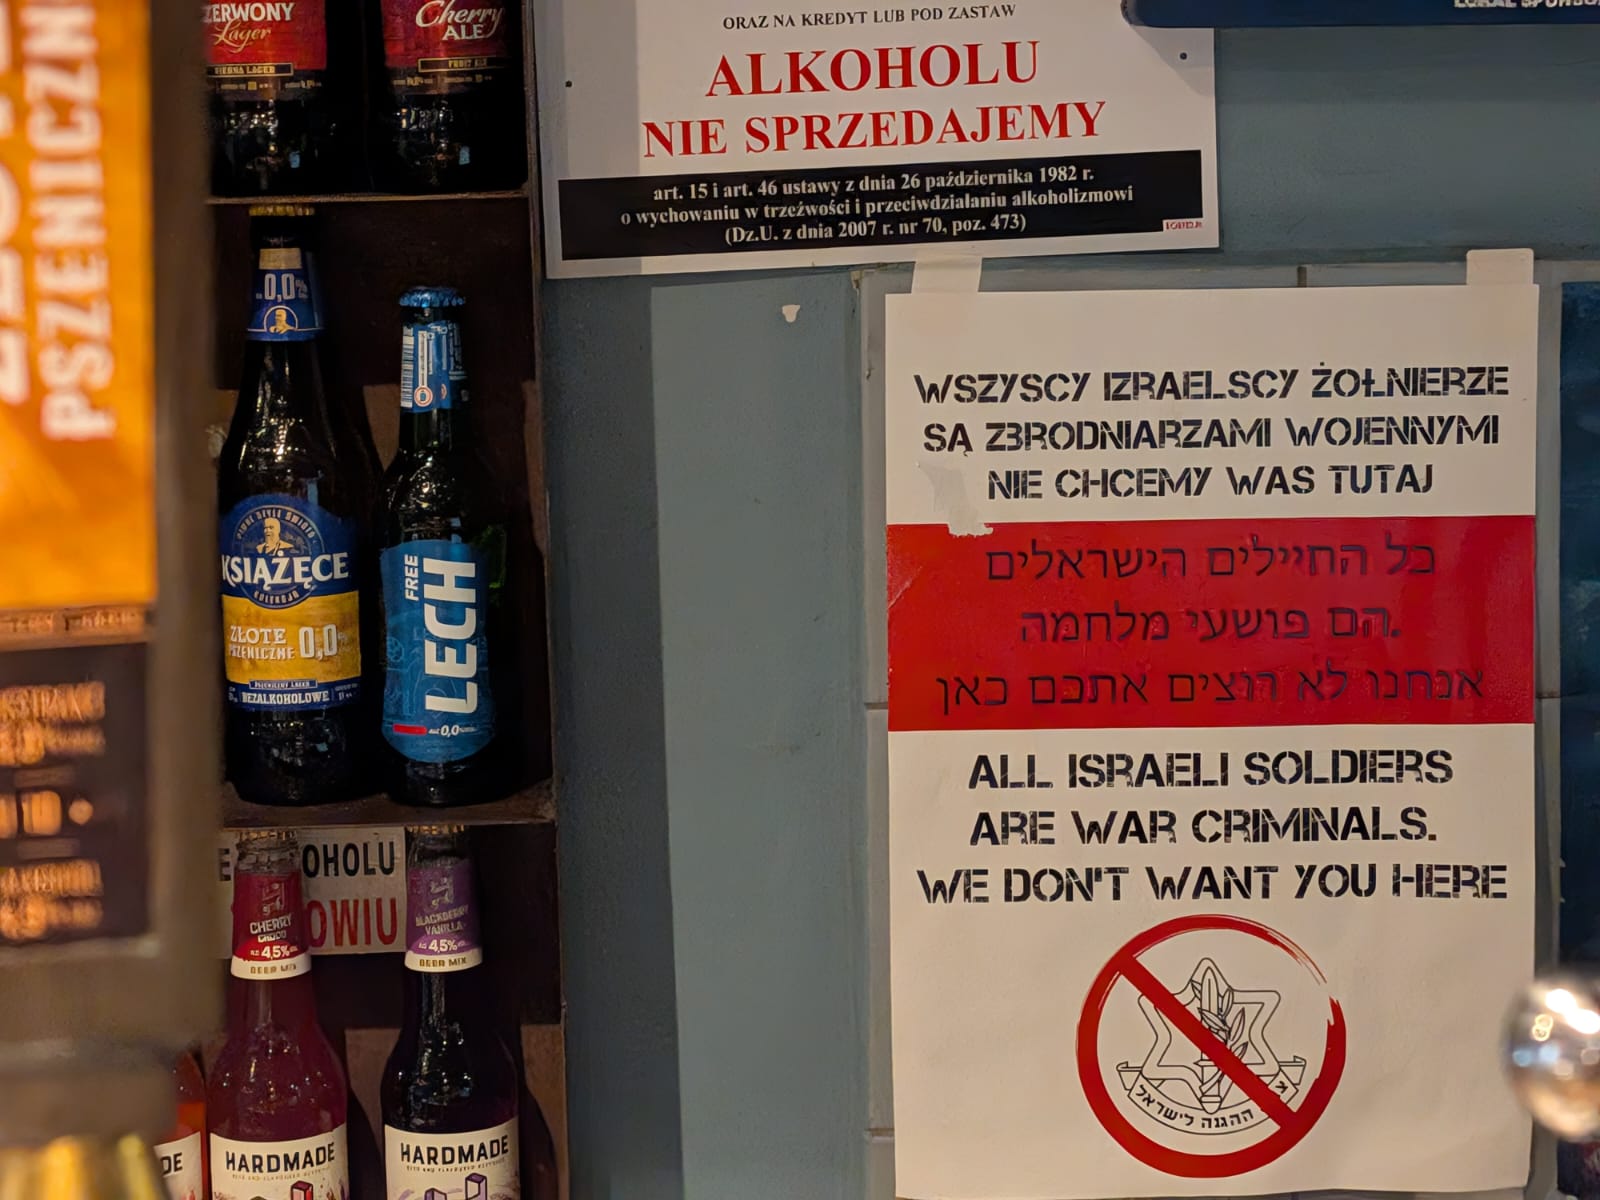 PSZENICZN
ZERWONY
Lager
Cherry
ALE
ORAZ NA KREDYT LUB POD ZASTAW
ALKOHOLU
NIE SPRZEDAJEMY
art. 15 i art. 46 ustawy z dnia 26 października 1982 r.
o wychowaniu w trzeźwości i przeciwdziałaniu alkoholizmowi
(Dz.U. z dnia 2007 r. nr 70, poz. 473)
0,0%
KSIĄŻĘCE
ZŁOTE
PSZENICZNE 0,0%
BEZALKOHOLOWE
FREE
LECH
0,0%
WSZYSCY IZRAELSCY ŻOŁNIERZE
SĄ ZBRODNIARZAMI WOJENNYMI
NIE CHCEMY WAS TUTAJ
כל החיילים הישראלים
הם פושעי מלחמה.
אנחנו לא רוצים אתכם כאן
ALL ISRAELI SOLDIERS
ARE WAR CRIMINALS.
WE DON'T WANT YOU HERE
ההגנה לישראל
OHOLU
OWIU
CHERRY
CHOCO
4,5%
BEER MIX
BLACKBERRY
VANILLA
4,5%
BEER MIX
DE
HARDMADE
HARDMADE